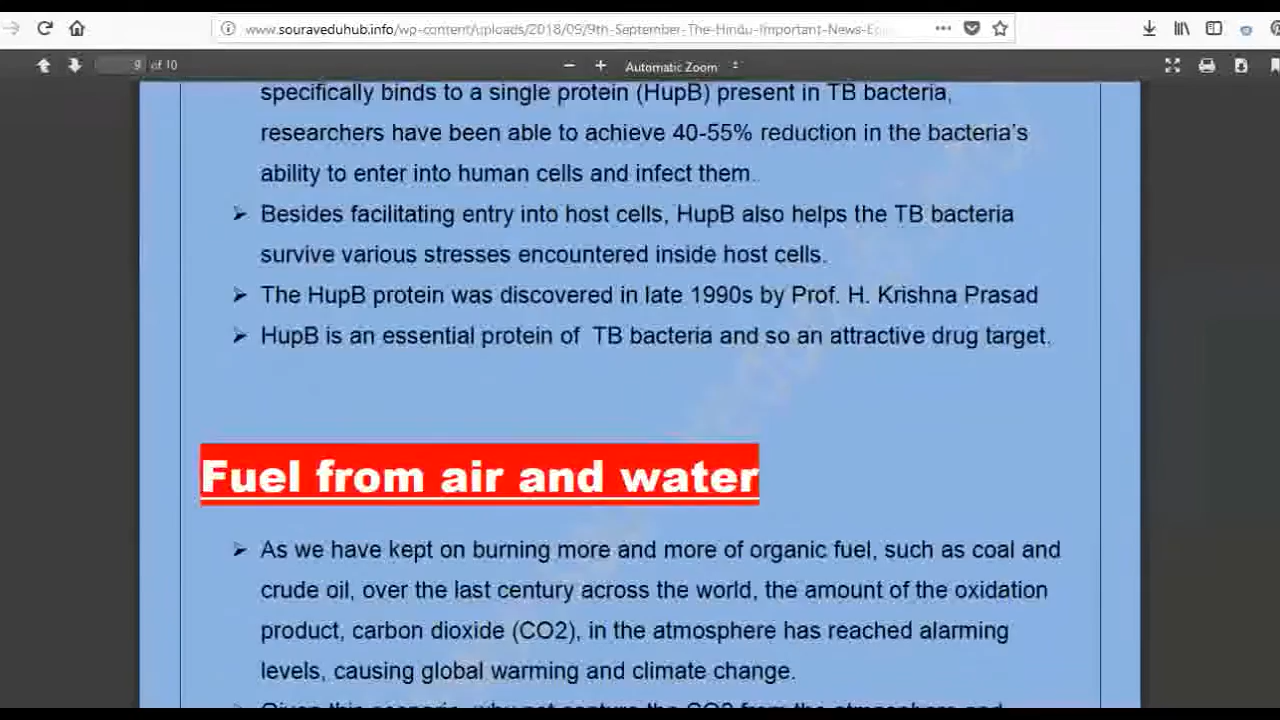 www.souraveduhub.info/wp-content/uploads/2018/09/9th-September-The-Hindu-Important-News-E
9 of 10
Automatic Zoom
specifically binds to a single protein (HupB) present in TB bacteria,
researchers have been able to achieve 40-55% reduction in the bacteria's
ability to enter into human cells and infect them.
➢ Besides facilitating entry into host cells, HupB also helps the TB bacteria
survive various stresses encountered inside host cells.
➢ The HupB protein was discovered in late 1990s by Prof. H. Krishna Prasad
➢ HupB is an essential protein of TB bacteria and so an attractive drug target.
Fuel from air and water
➢ As we have kept on burning more and more of organic fuel, such as coal and
crude oil, over the last century across the world, the amount of the oxidation
product, carbon dioxide (CO2), in the atmosphere has reached alarming
levels, causing global warming and climate change.